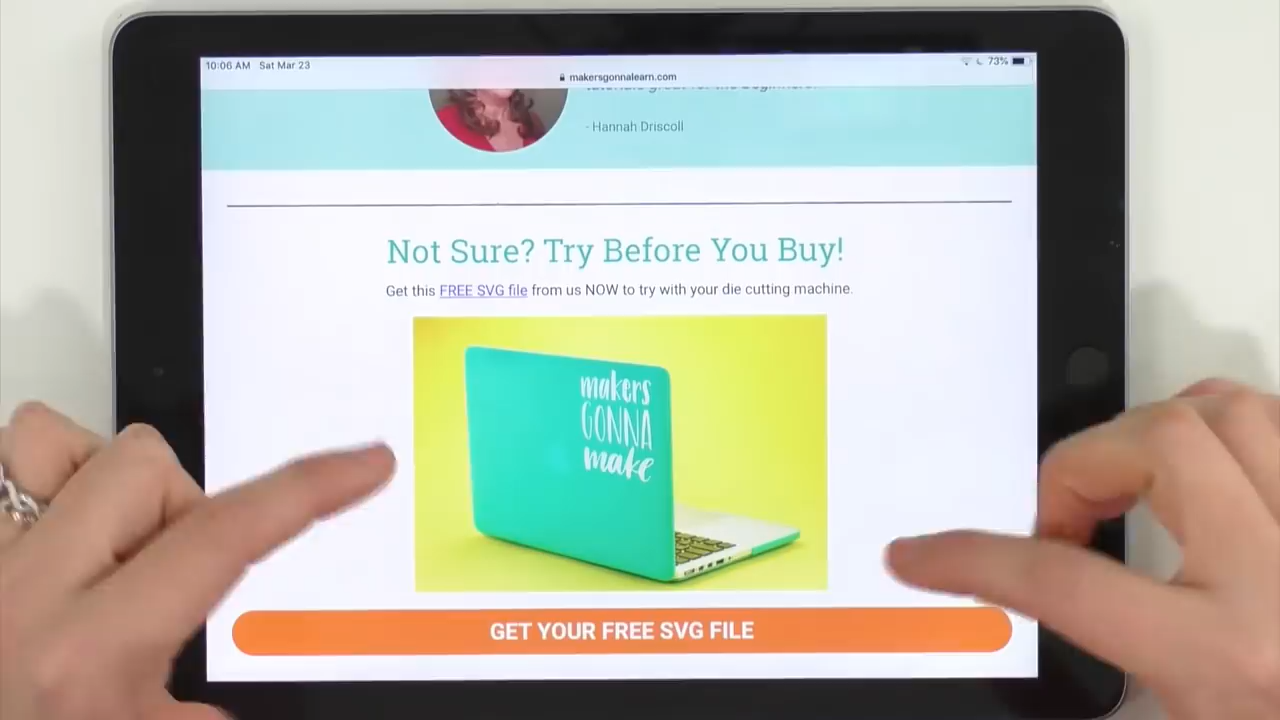 10:06 AM Sat Mar 23
73%
makersgonnalearn.com
- Hannah Driscoll
Not Sure? Try Before You Buy!
Get this FREE SVG file from us NOW to try with your die cutting machine.
makers
GONNA
make
GET YOUR FREE SVG FILE